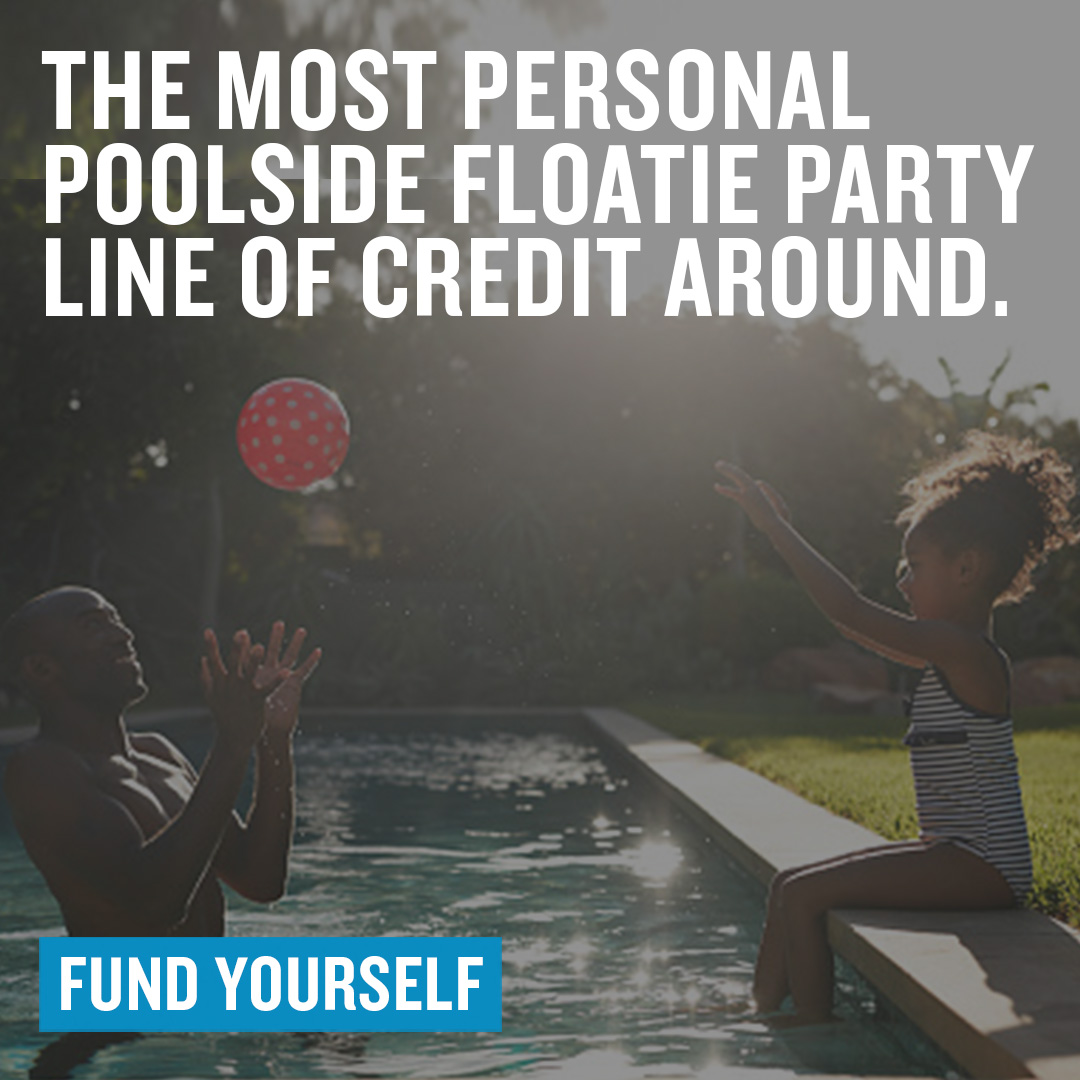 THE MOST PERSONAL
POOLSIDE FLOATIE PARTY
LINE OF CREDIT AROUND.
FUND YOURSELF